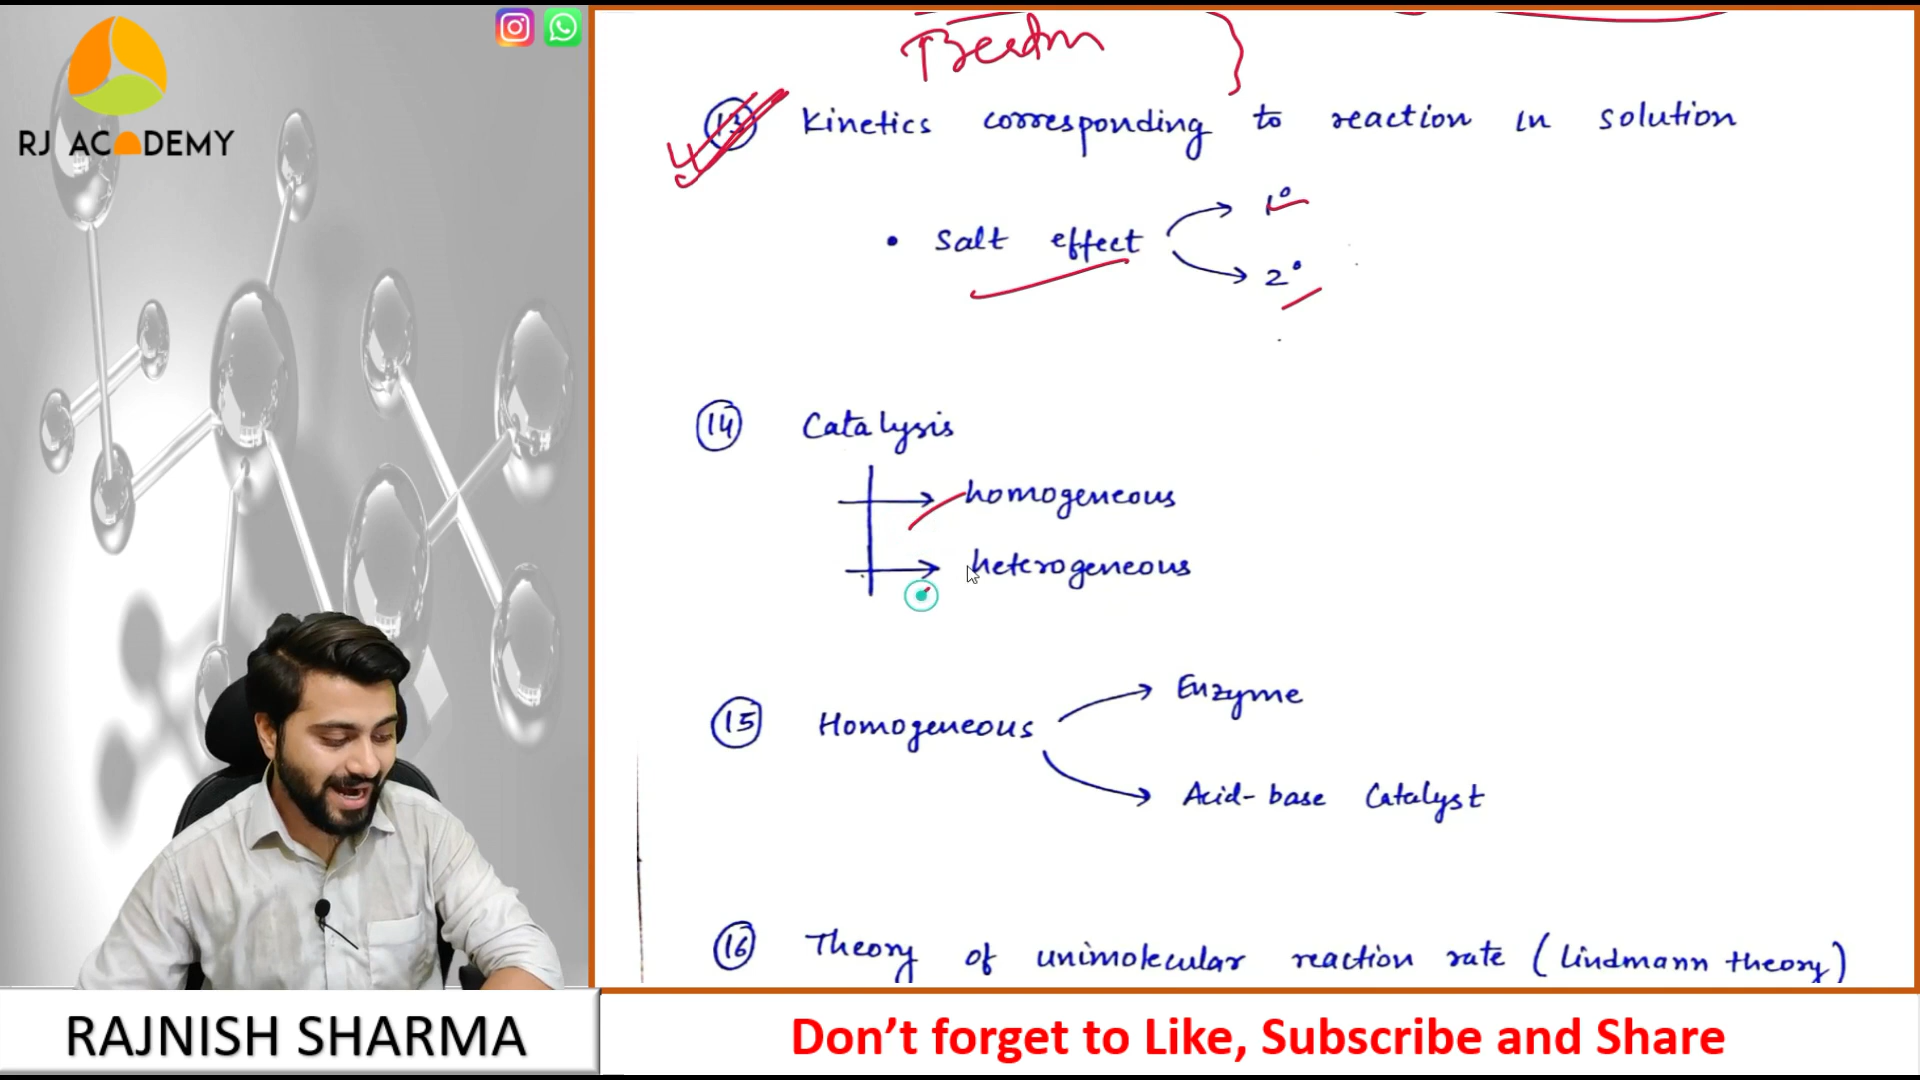 RJ ACADEMY
13 Kinetics corresponding to reaction in solution
• Salt effect 1°
2°
14 Catalysis
homogeneous
heterogeneous
15 Homogeneous Enzyme
Acid-base Catalyst
16 Theory of unimolecular reaction rate (Lindmann theory)
RAJNISH SHARMA
Don't forget to Like, Subscribe and Share